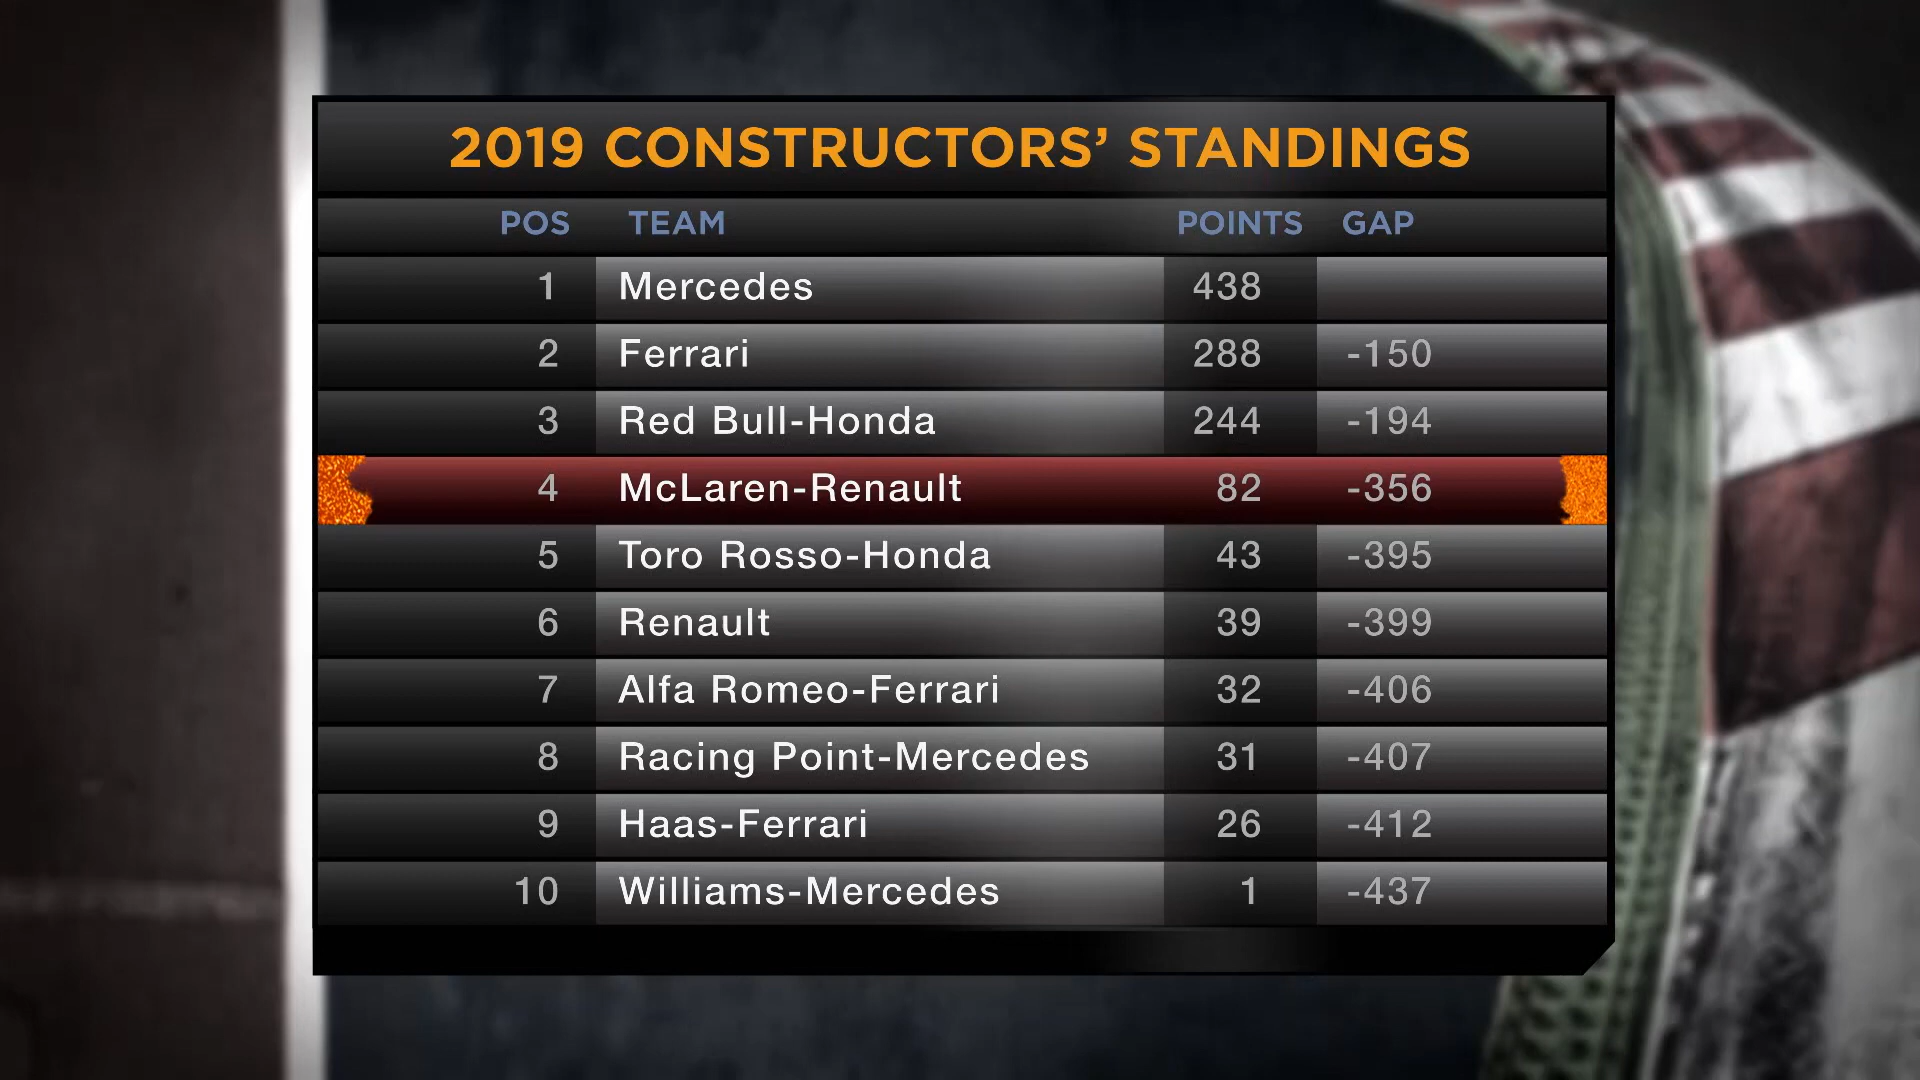 2019 CONSTRUCTORS’ STANDINGS
POS TEAM POINTS GAP
1 Mercedes 438
2 Ferrari 288 -150
3 Red Bull-Honda 244 -194
4 McLaren-Renault 82 -356
5 Toro Rosso-Honda 43 -395
6 Renault 39 -399
7 Alfa Romeo-Ferrari 32 -406
8 Racing Point-Mercedes 31 -407
9 Haas-Ferrari 26 -412
10 Williams-Mercedes 1 -437